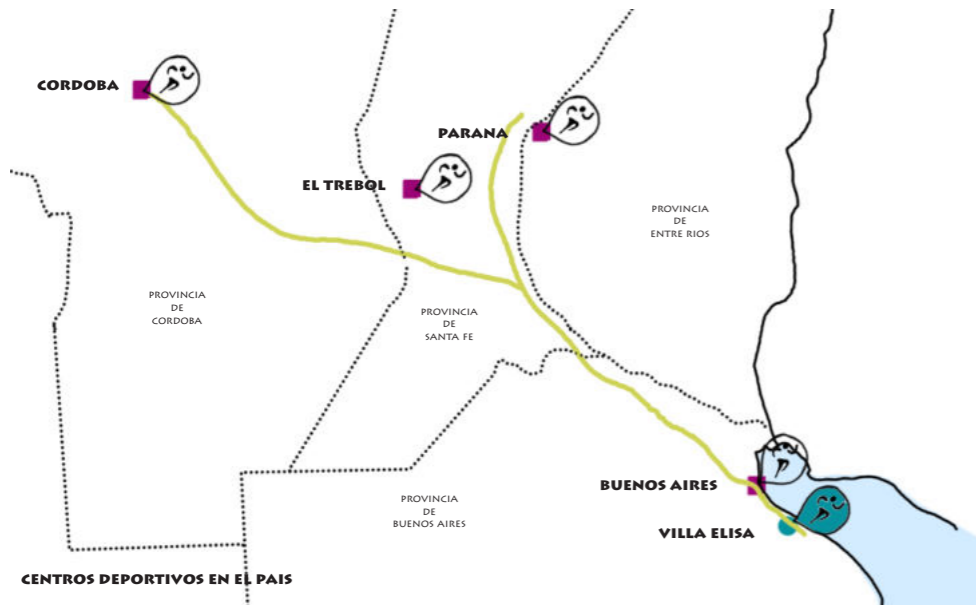 CORDOBA
PARANA
EL TREBOL
PROVINCIA
DE
ENTRE RIOS
PROVINCIA
DE
CORDOBA
PROVINCIA
DE
SANTA FE
BUENOS AIRES
PROVINCIA
DE
BUENOS AIRES
VILLA ELISA
CENTROS DEPORTIVOS EN EL PAIS